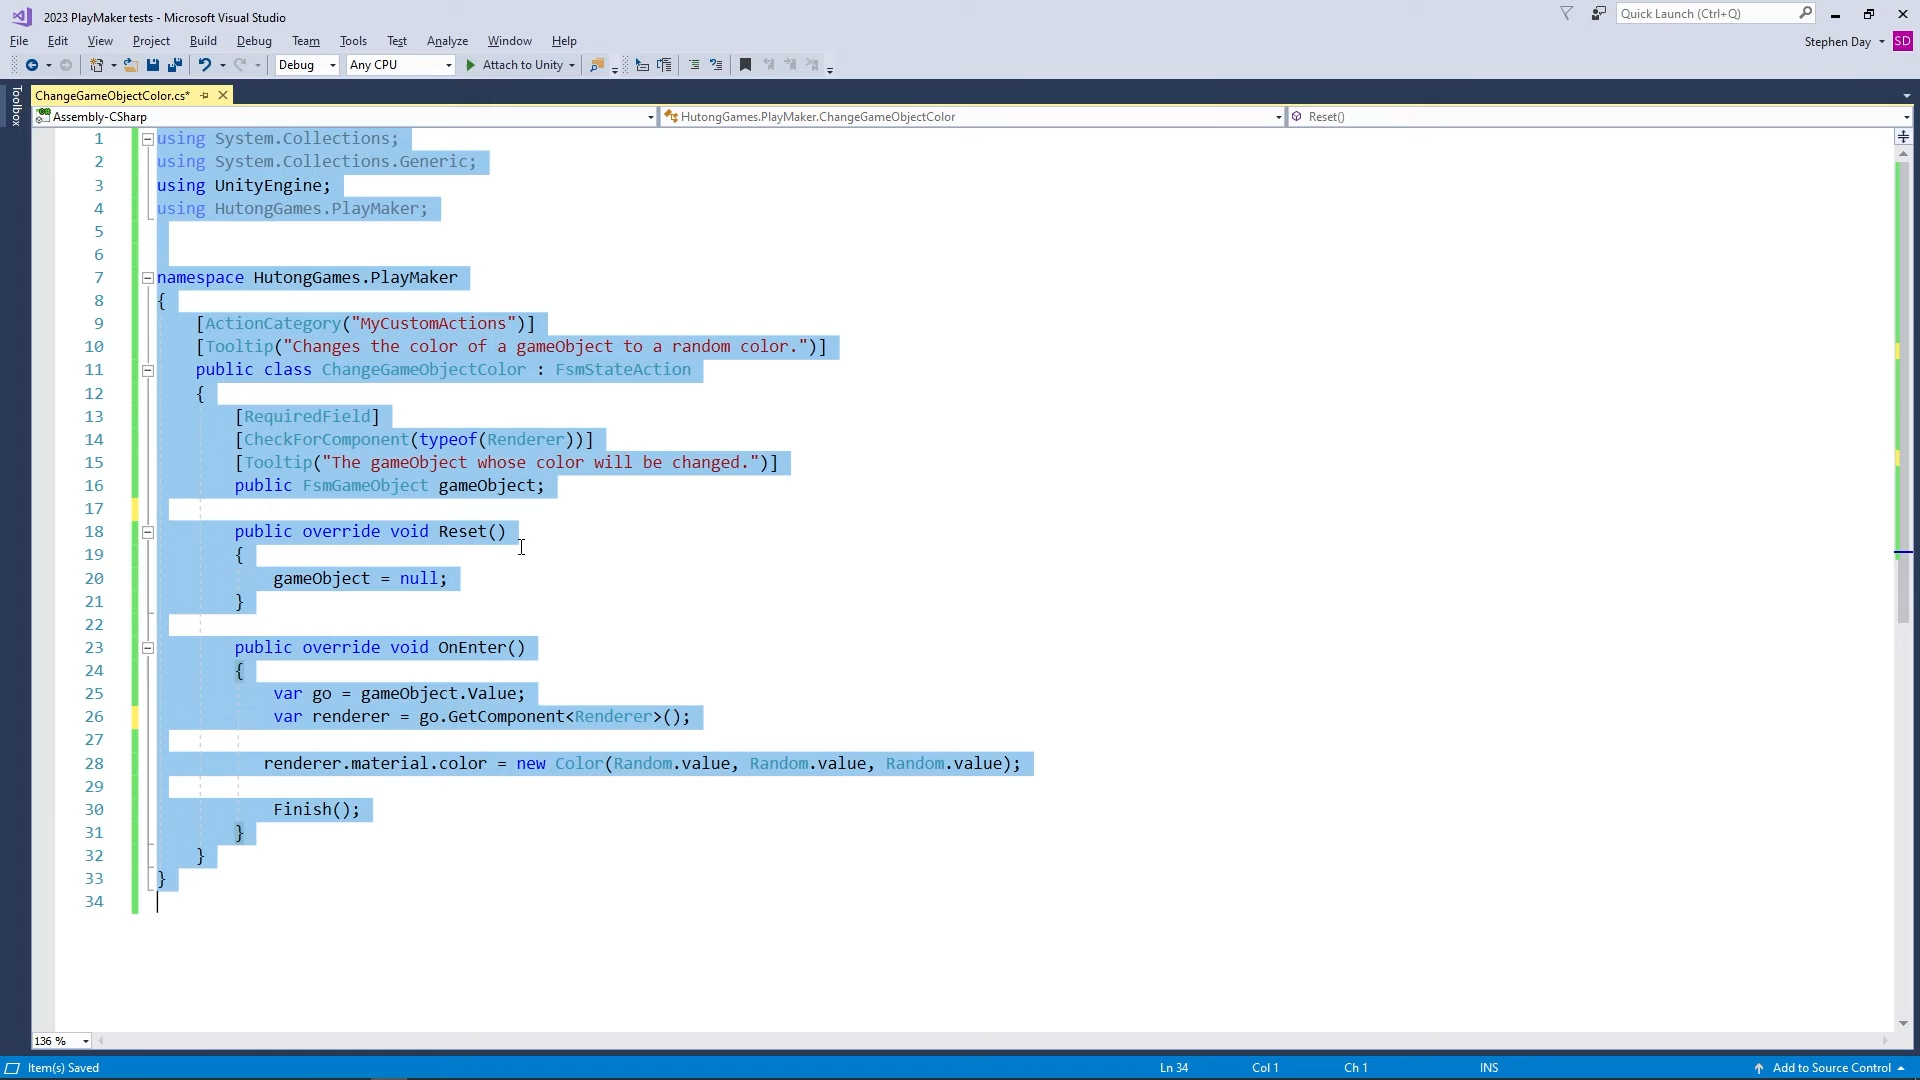 2023 PlayMaker tests - Microsoft Visual Studio
Quick Launch (Ctrl+Q)
File Edit View Project Build Debug Team Tools Test Analyze Window Help
Stephen Day SD
Debug Any CPU Attach to Unity
Toolbox
ChangeGameObjectColor.cs*
Assembly-CSharp HutongGames.PlayMaker.ChangeGameObjectColor Reset()
1 using System.Collections;
2 using System.Collections.Generic;
3 using UnityEngine;
4 using HutongGames.PlayMaker;
5
6
7 namespace HutongGames.PlayMaker
8 {
9 [ActionCategory("MyCustomActions")]
10 [Tooltip("Changes the color of a gameObject to a random color.")]
11 public class ChangeGameObjectColor : FsmStateAction
12 {
13 [RequiredField]
14 [CheckForComponent(typeof(Renderer))]
15 [Tooltip("The gameObject whose color will be changed.")]
16 public FsmGameObject gameObject;
17
18 public override void Reset()
19 {
20 gameObject = null;
21 }
22
23 public override void OnEnter()
24 {
25 var go = gameObject.Value;
26 var renderer = go.GetComponent<Renderer>();
27
28 renderer.material.color = new Color(Random.value, Random.value, Random.value);
29
30 Finish();
31 }
32 }
33 }
34
136 %
Item(s) Saved Ln 34 Col 1 Ch 1 INS Add to Source Control